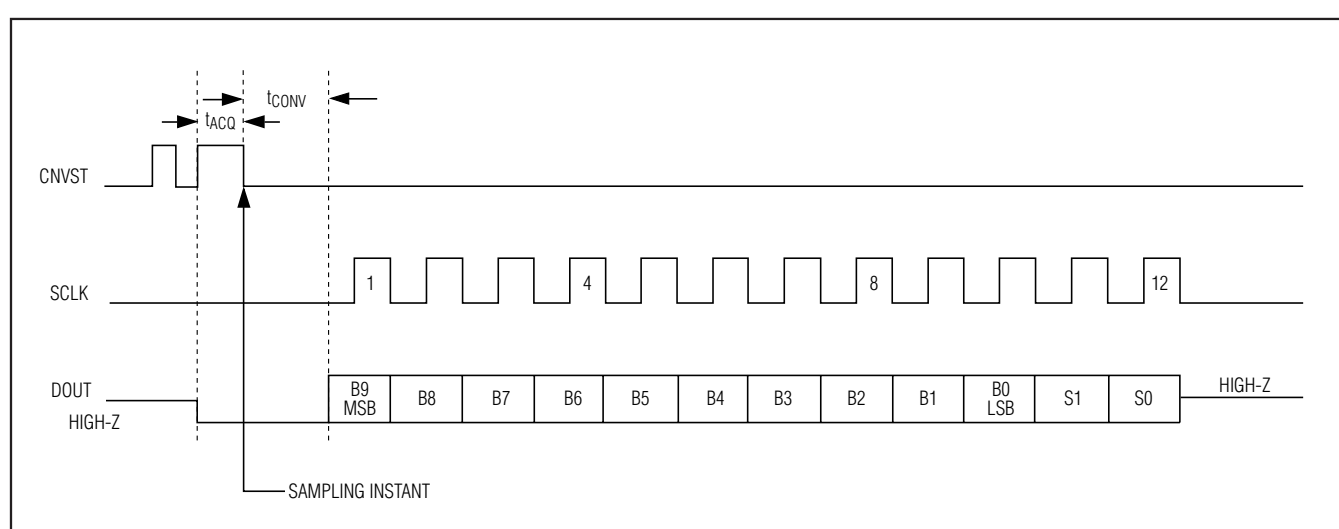 tCONV
tACQ
CNVST
SCLK
1
4
8
12
DOUT
HIGH-Z
B9
MSB
B8
B7
B6
B5
B4
B3
B2
B1
B0
LSB
S1
S0
HIGH-Z
SAMPLING INSTANT